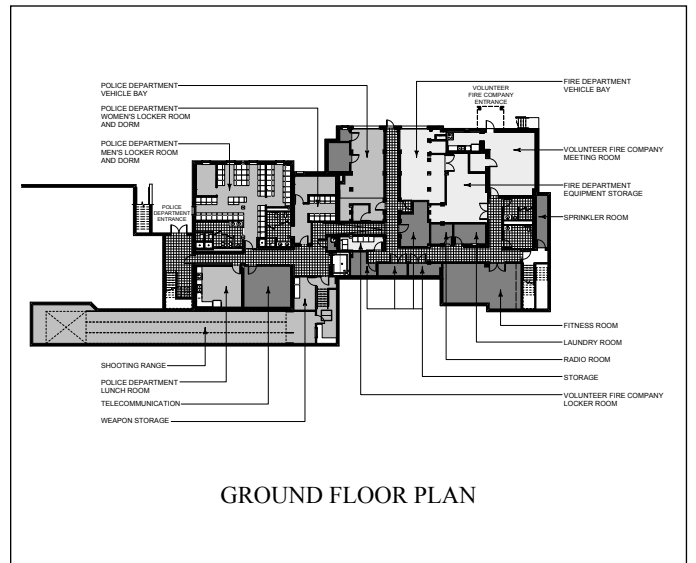 POLICE DEPARTMENT
VEHICLE BAY
POLICE DEPARTMENT
WOMEN'S LOCKER ROOM
AND DORM
POLICE DEPARTMENT
MEN'S LOCKER ROOM
AND DORM
POLICE
DEPARTMENT
ENTRANCE
VOLUNTEER
FIRE COMPANY
ENTRANCE
FIRE DEPARTMENT
VEHICLE BAY
VOLUNTEER FIRE COMPANY
MEETING ROOM
FIRE DEPARTMENT
EQUIPMENT STORAGE
SPRINKLER ROOM
SHOOTING RANGE
POLICE DEPARTMENT
LUNCH ROOM
TELECOMMUNICATION
WEAPON STORAGE
FITNESS ROOM
LAUNDRY ROOM
RADIO ROOM
STORAGE
VOLUNTEER FIRE COMPANY
LOCKER ROOM
GROUND FLOOR PLAN